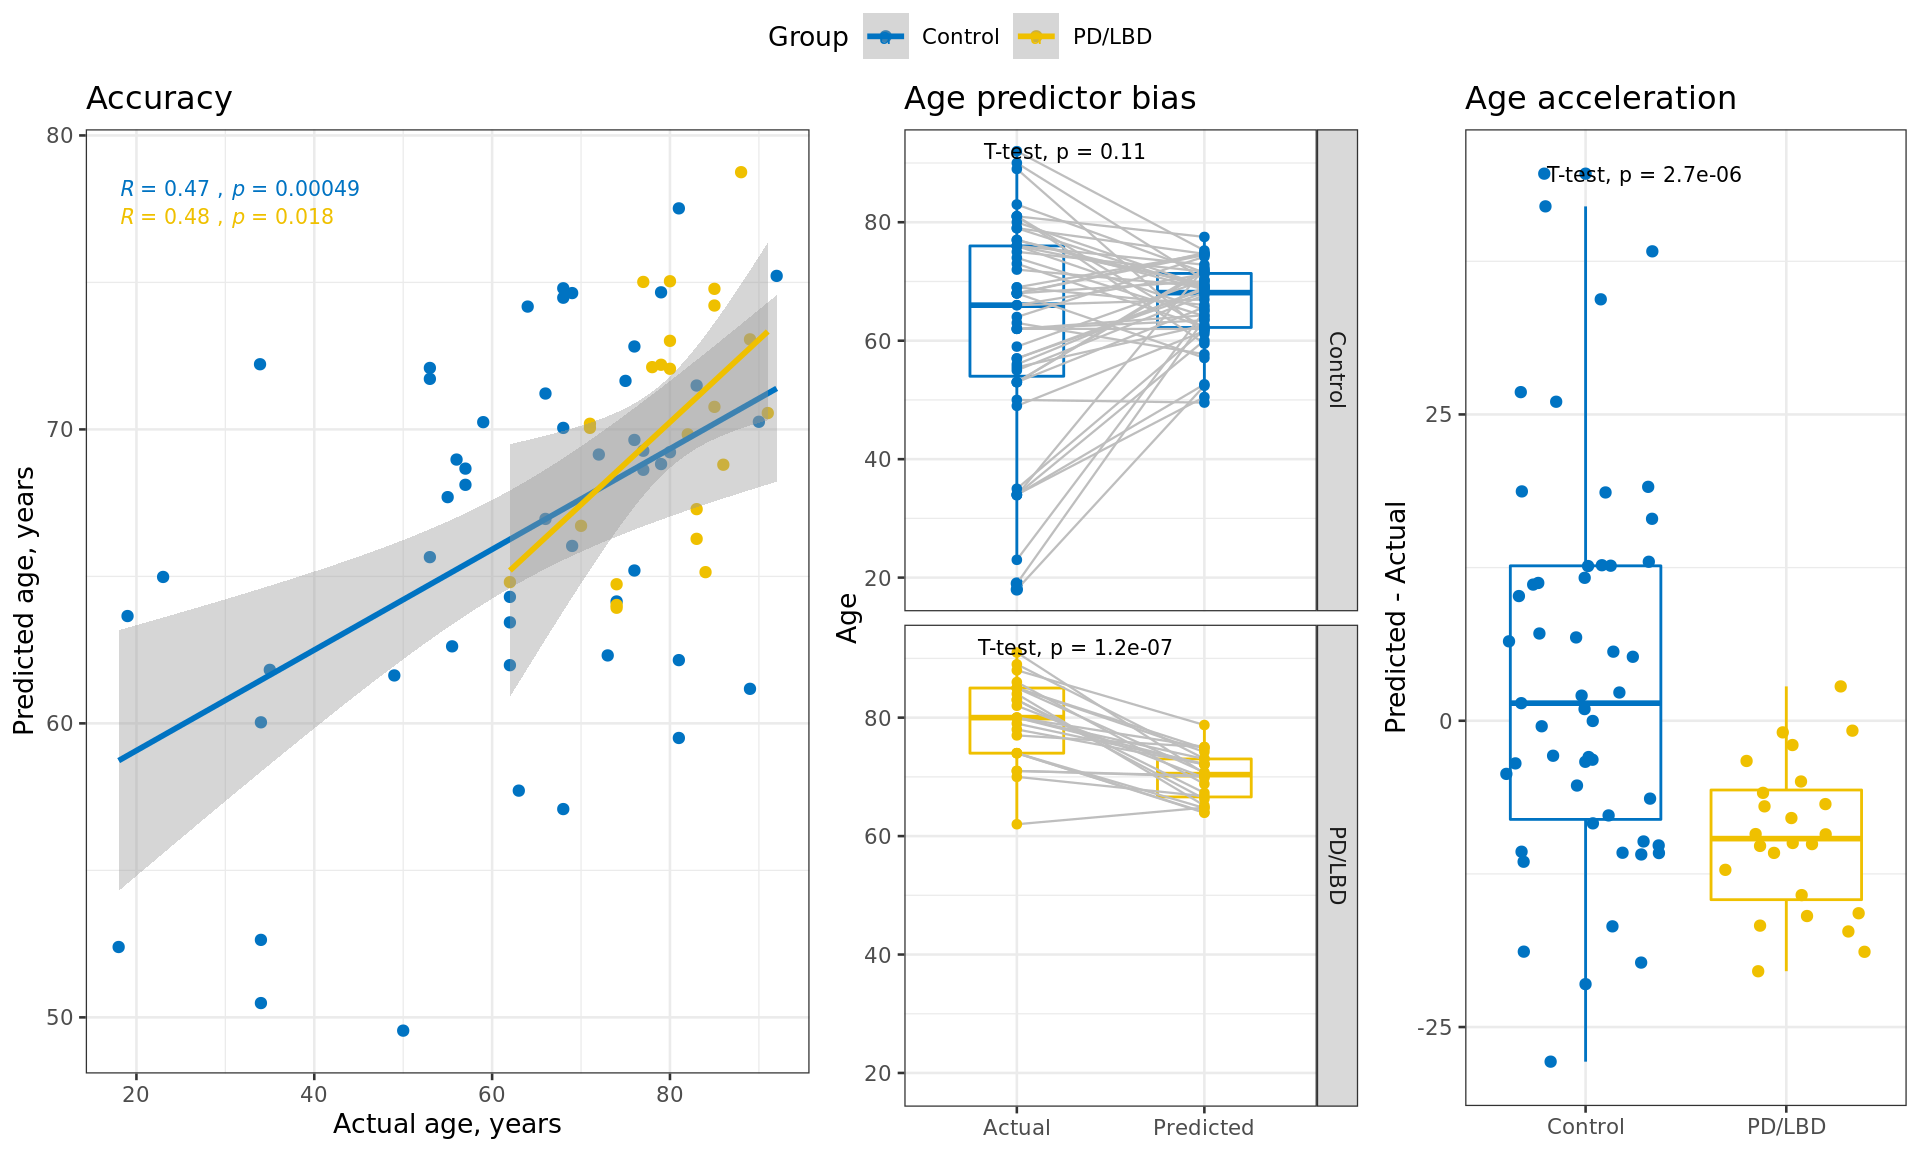 Group Control PD/LBD
Accuracy
R = 0.47 , p = 0.00049
R = 0.48 , p = 0.018
80
70
60
50
20 40 60 80
Actual age, years
Predicted age, years
Age predictor bias
T-test, p = 0.11
80
60
40
20
Control
T-test, p = 1.2e-07
80
60
40
20
PD/LBD
Age
Actual Predicted
Age acceleration
T-test, p = 2.7e-06
25
0
-25
Predicted - Actual
Control PD/LBD